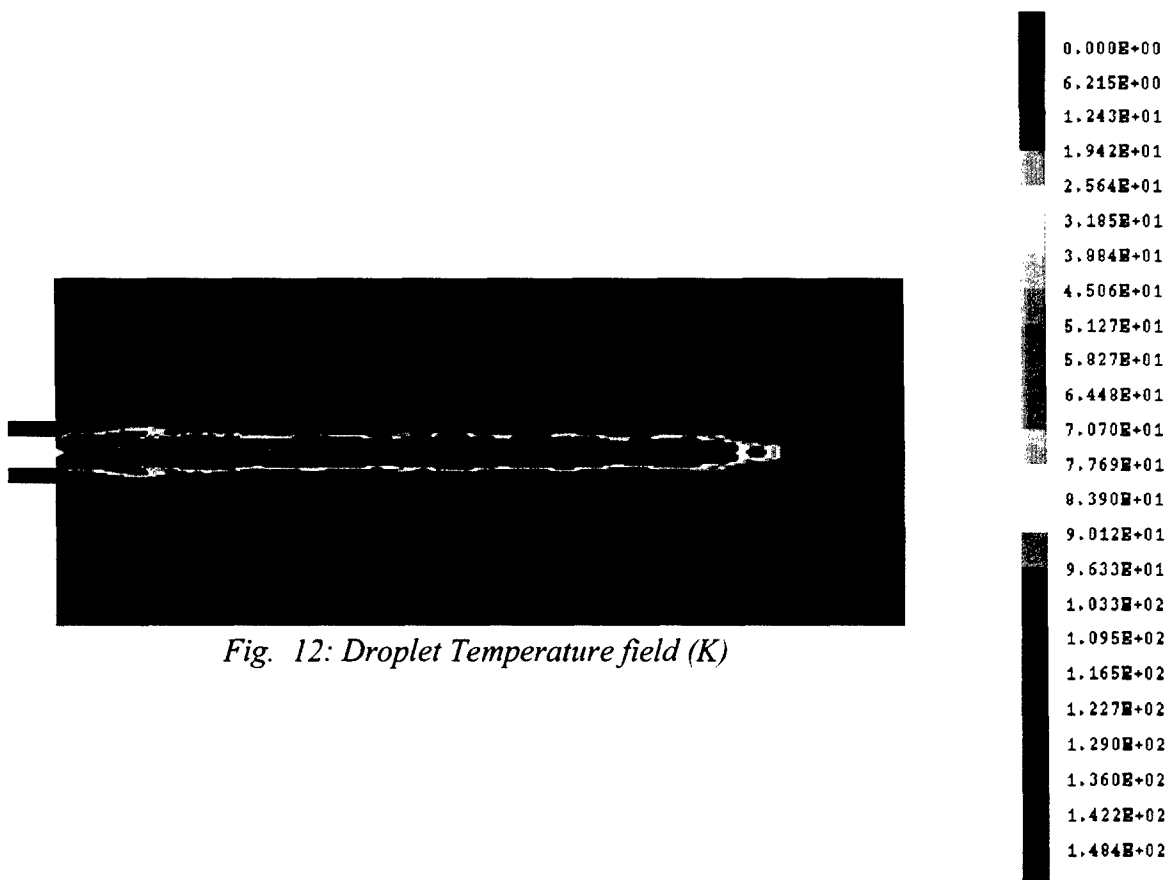 0.000E+00
6.215E+00
1.243E+01
1.942E+01
2.564E+01
3.185E+01
3.884E+01
4.506E+01
5.127E+01
5.827E+01
6.448E+01
7.070E+01
7.769E+01
8.390E+01
9.012E+01
9.633E+01
1.033E+02
1.095E+02
1.165E+02
1.227E+02
1.290E+02
1.360E+02
1.422E+02
1.484E+02
Fig. 12: Droplet Temperature field (K)